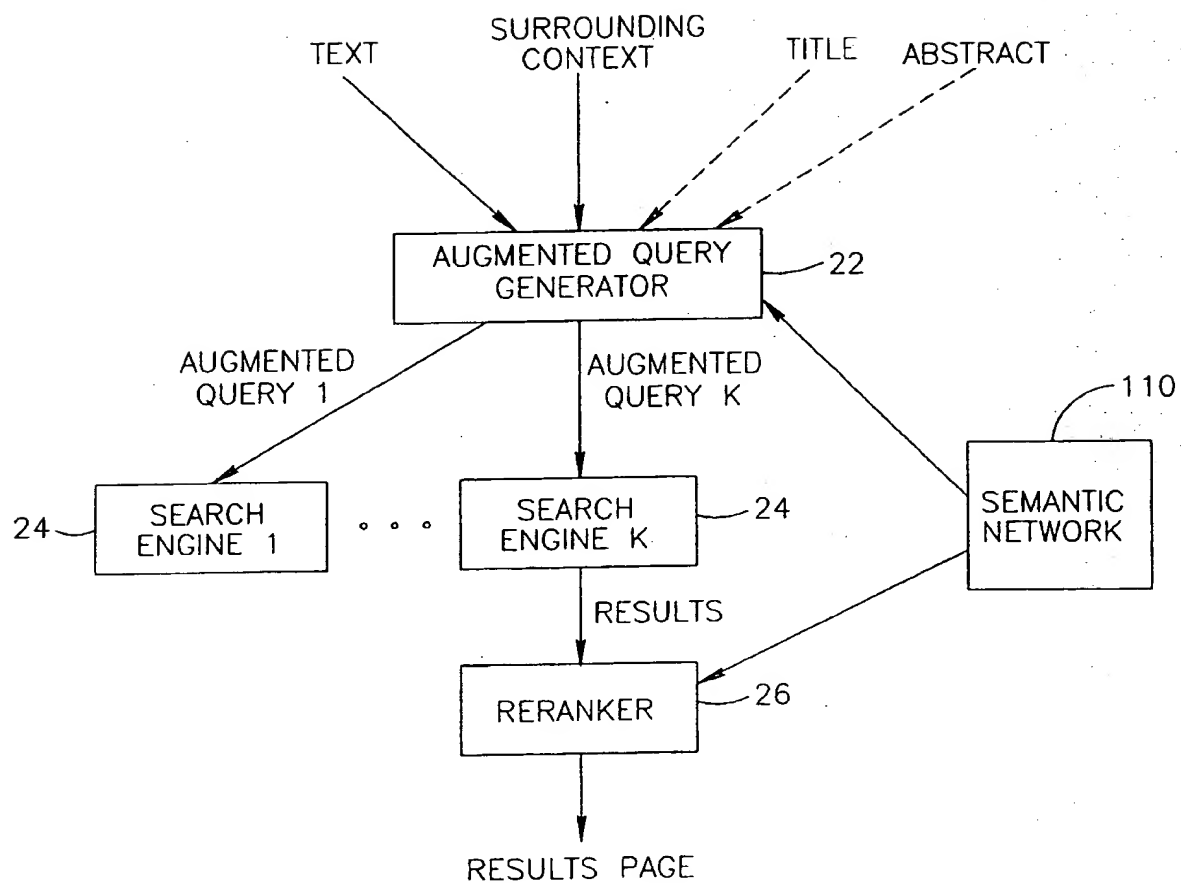 TEXT
SURROUNDING
CONTEXT
TITLE
ABSTRACT
AUGMENTED QUERY
GENERATOR
22
AUGMENTED
QUERY 1
AUGMENTED
QUERY K
110
24
SEARCH
ENGINE 1
SEARCH
ENGINE K
24
SEMANTIC
NETWORK
RESULTS
RERANKER
26
RESULTS PAGE